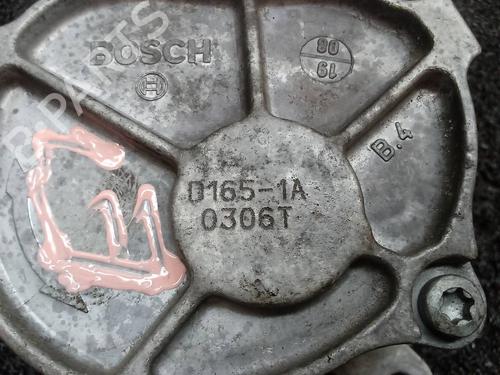 BOSCH
08
19
B.4
D165-1A
0306T
B PARTS